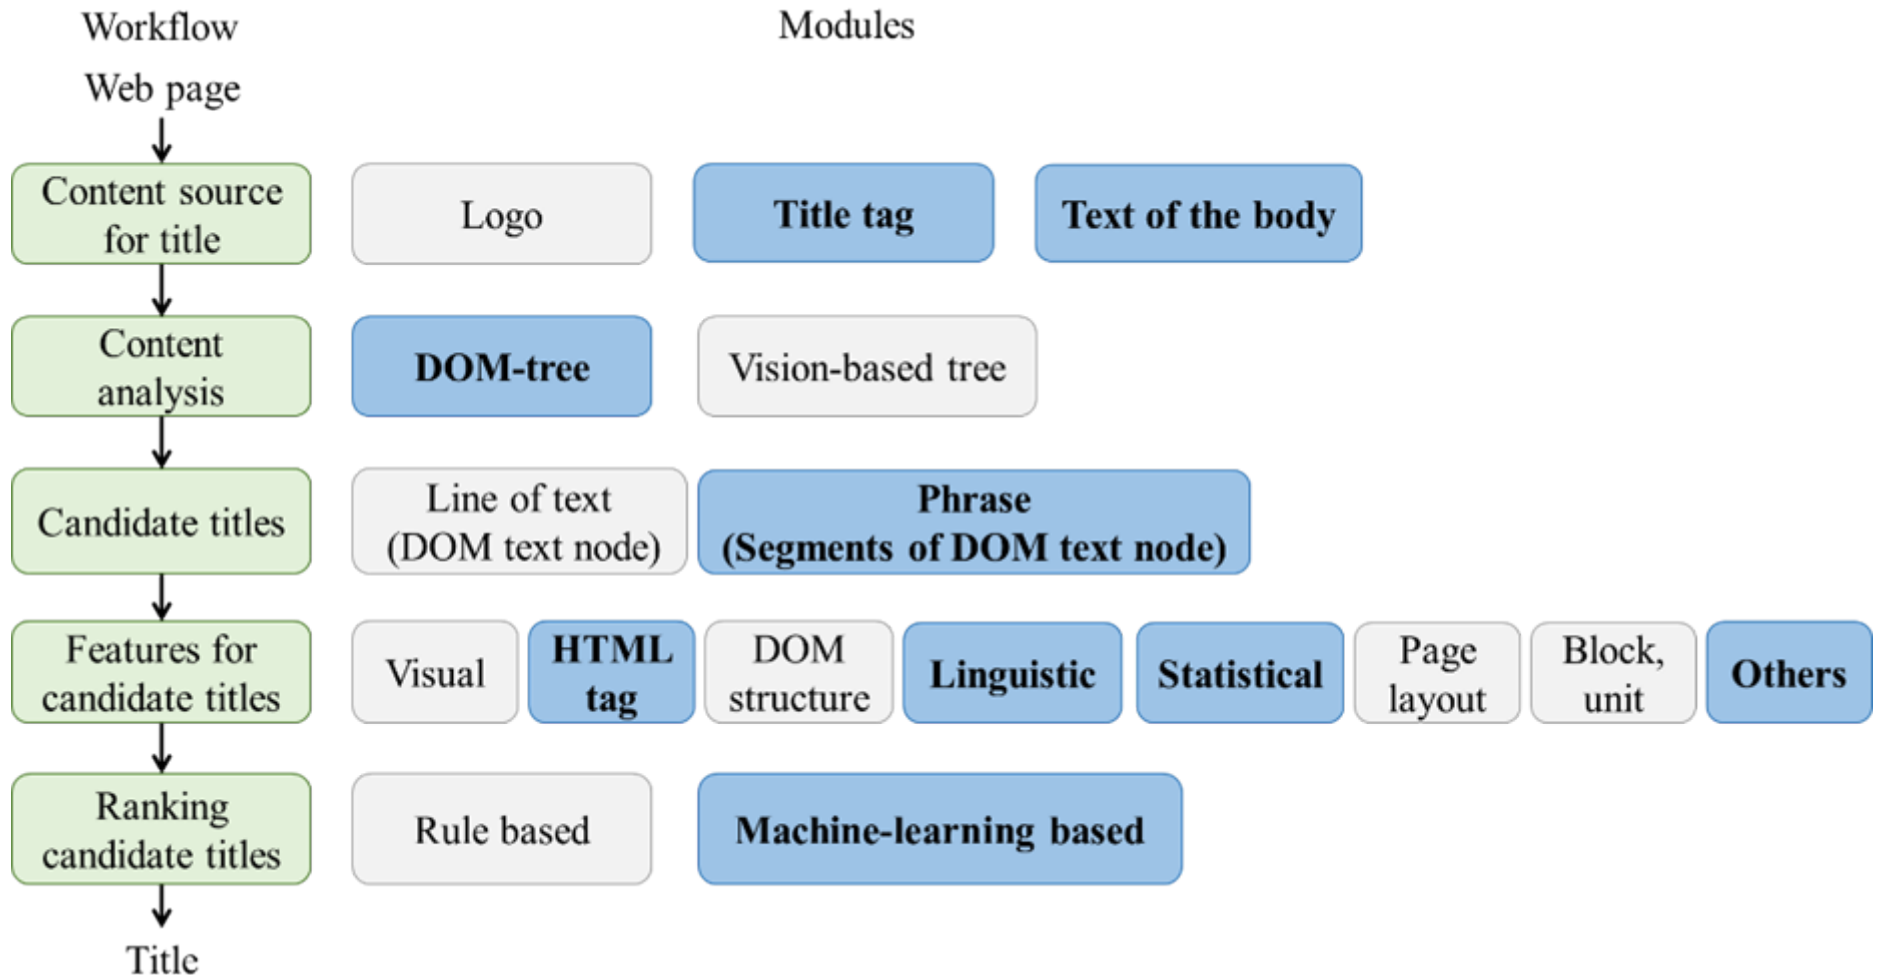 Workflow
Modules
Web page
Content source
for title
Logo
Title tag
Text of the body
Content
analysis
DOM-tree
Vision-based tree
Candidate titles
Line of text
(DOM text node)
Phrase
(Segments of DOM text node)
Features for
candidate titles
Visual
HTML
tag
DOM
structure
Linguistic
Statistical
Page
layout
Block,
unit
Others
Ranking
candidate titles
Rule based
Machine-learning based
Title